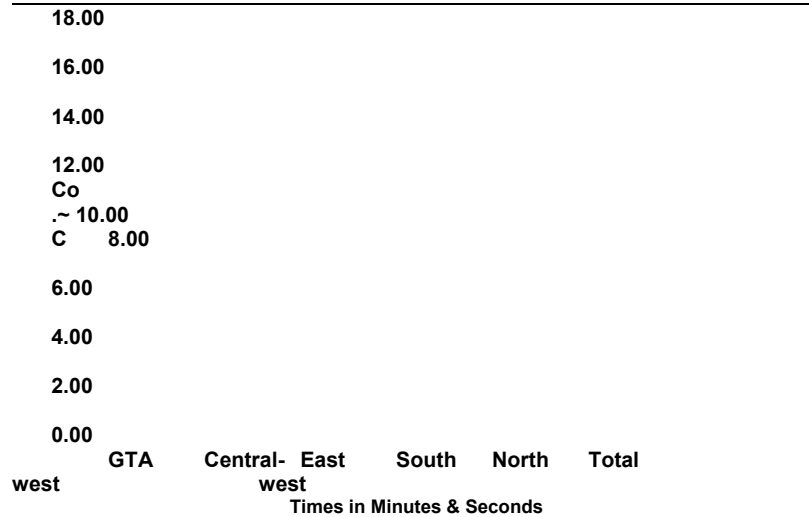 18.00
16.00
14.00
12.00
Co
.~ 10.00
C 8.00
6.00
4.00
2.00
0.00
GTA Central- East South North Total
west west
Times in Minutes & Seconds